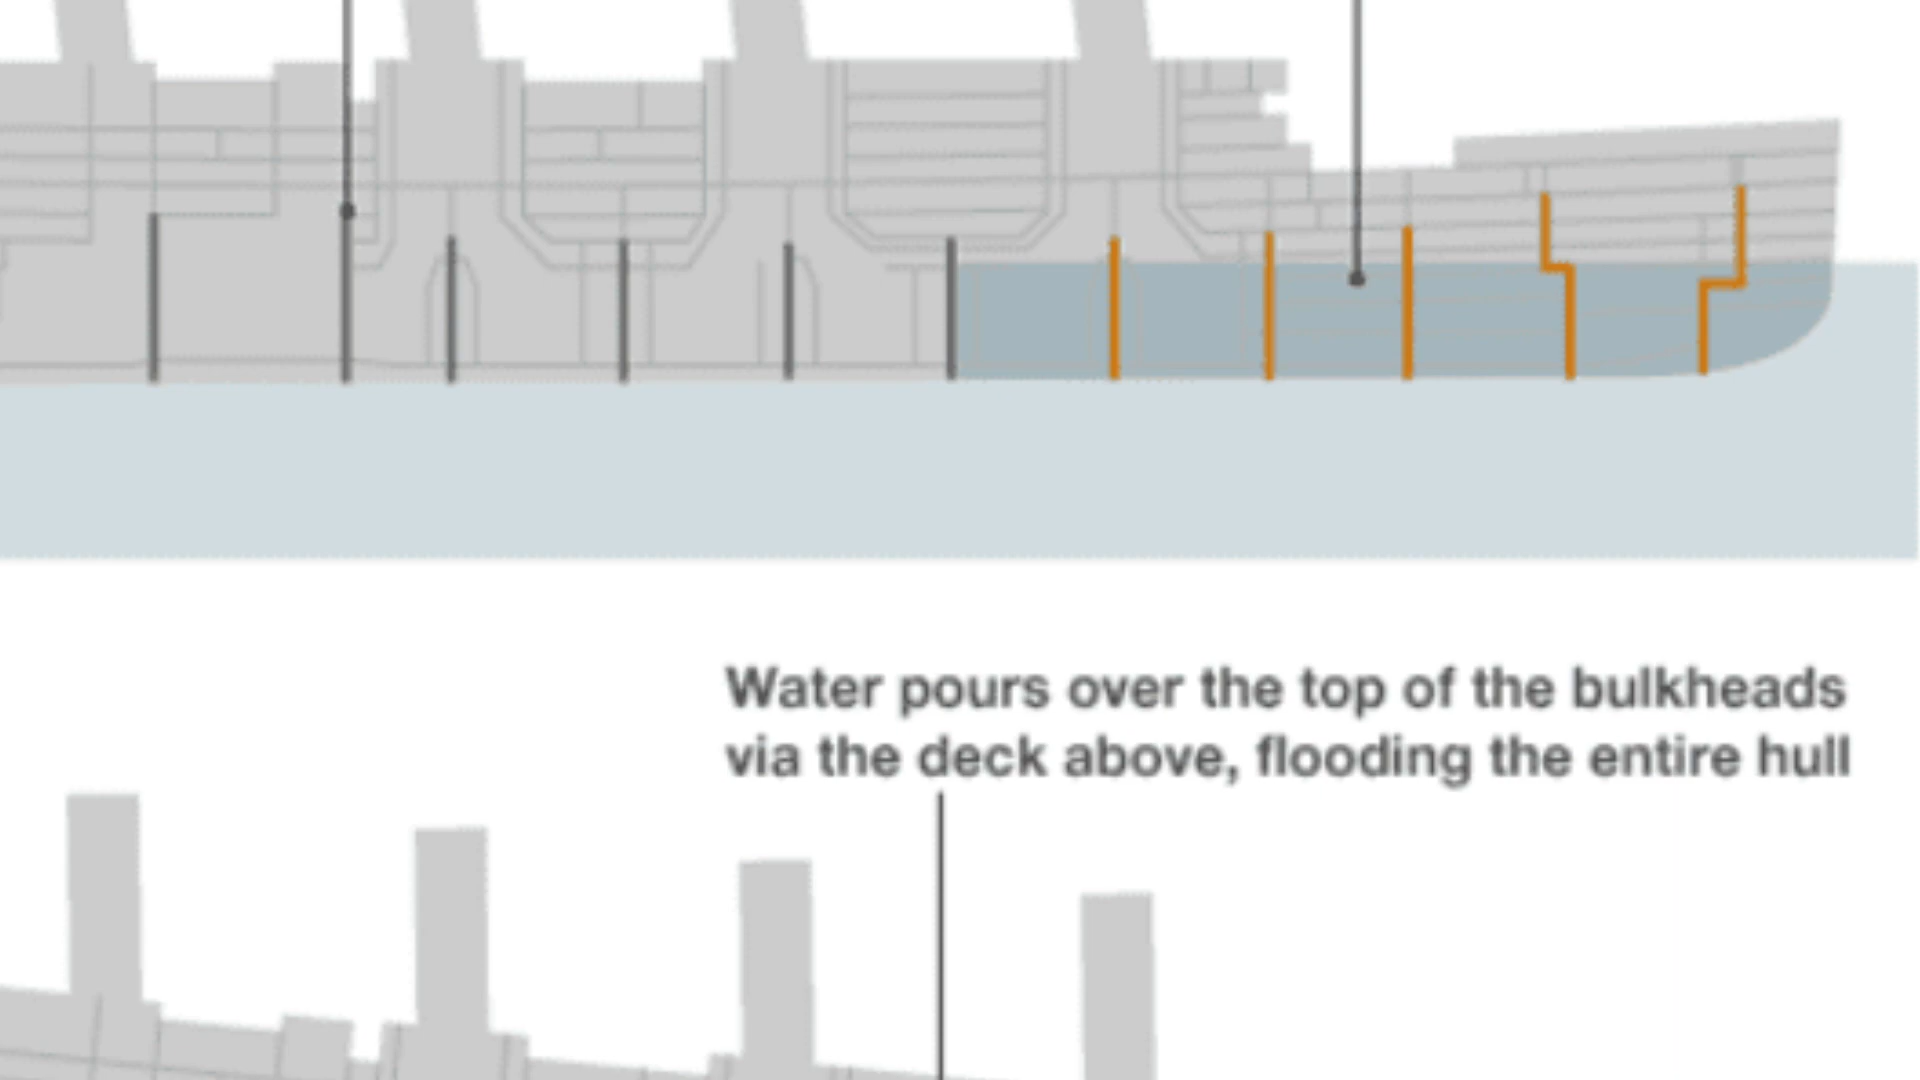 Water pours over the top of the bulkheads
via the deck above, flooding the entire hull